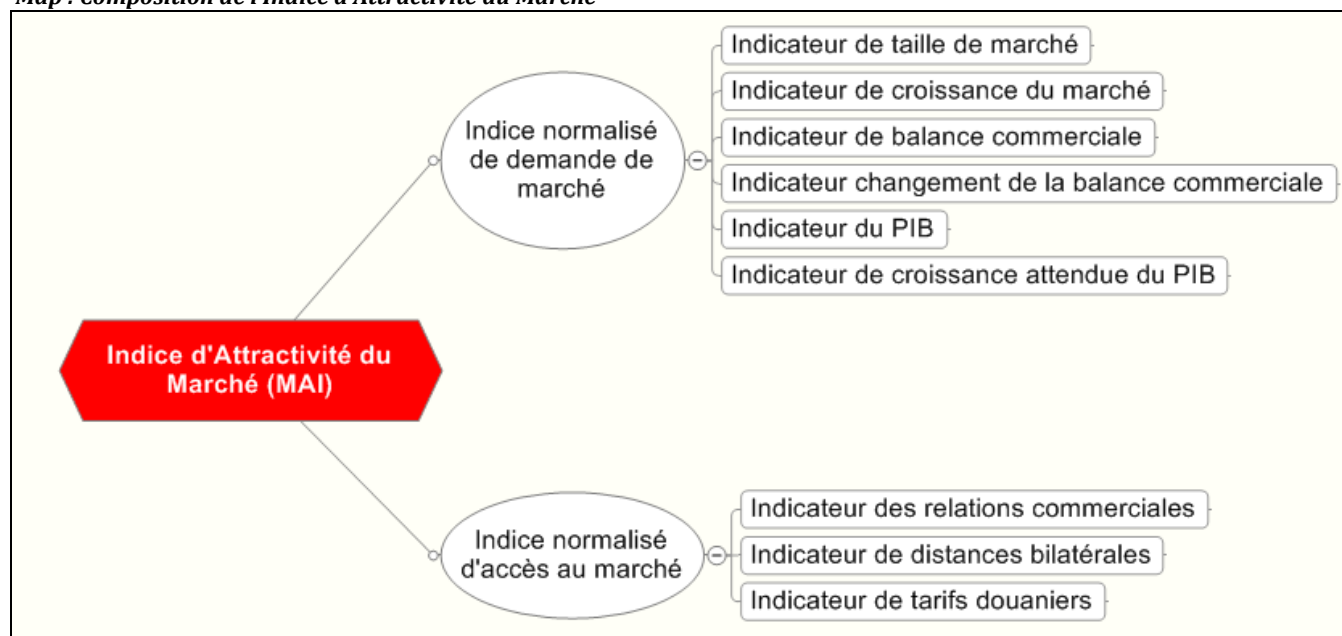 Map : Composition de l'Indice d'Attractivité du Marché
Indicateur de taille de marché
Indicateur de croissance du marché
Indice normalisé
de demande de
marché
Indicateur de balance commerciale
Indicateur changement de la balance commerciale
Indicateur du PIB
Indicateur de croissance attendue du PIB
Indice d'Attractivité du
Marché (MAI)
Indice normalisé
d'accès au marché
Indicateur des relations commerciales
Indicateur de distances bilatérales
Indicateur de tarifs douaniers